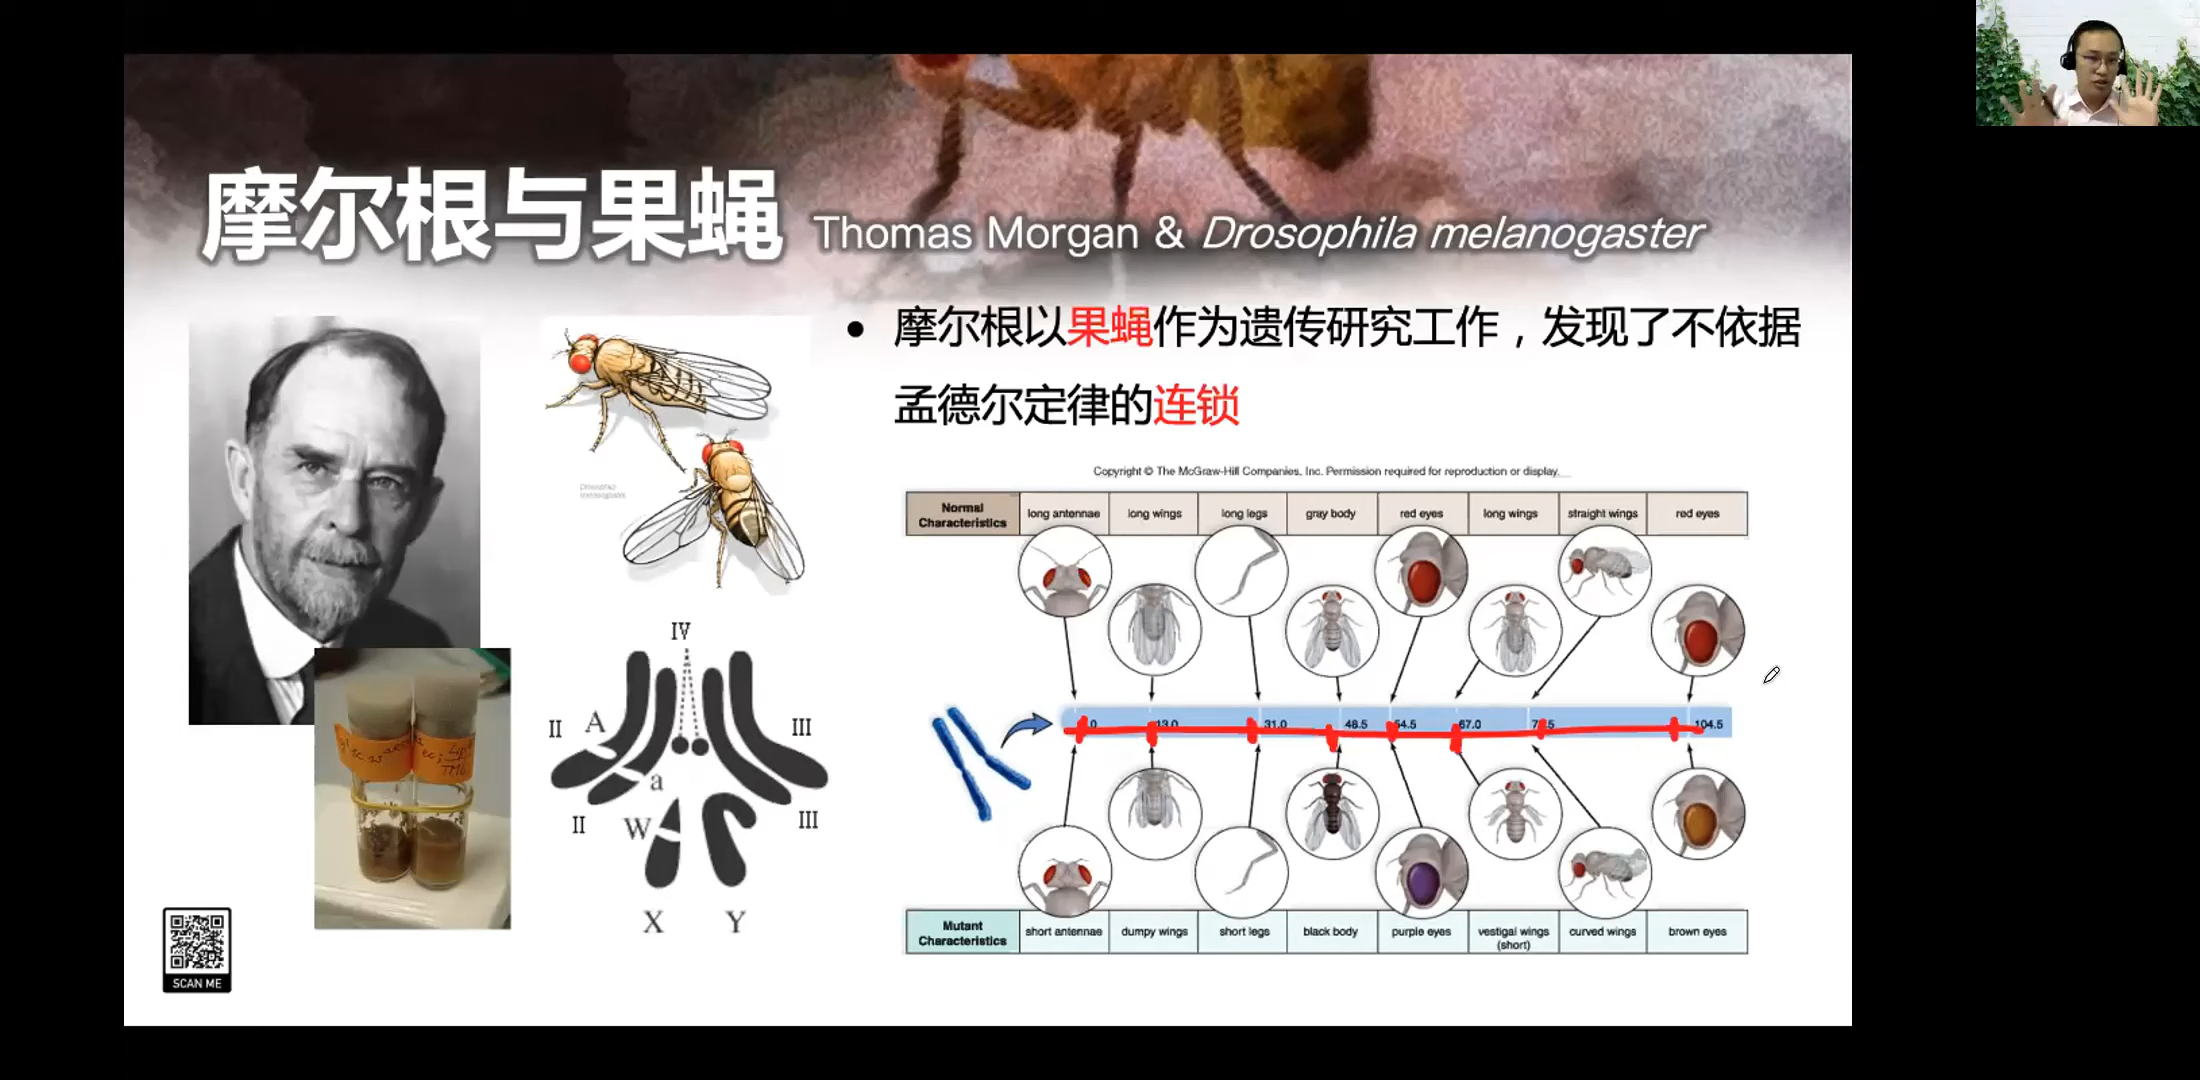 摩尔根与果蝇 Thomas Morgan & Drosophila melanogaster
• 摩尔根以果蝇作为遗传研究工作，发现了不依据
孟德尔定律的连锁
Copyright © The McGraw-Hill Companies, Inc. Permission required for reproduction or display.
Normal Characteristics long antennae long wings long legs gray body red eyes long wings straight wings red eyes
31.0 48.5 54.5 67.0 104.5
Mutant Characteristics short antennae dumpy wings short legs black body purple eyes vestigal wings (short) curved wings brown eyes
Drosophila
melanogaster
IV
II A III
a
II W III
X Y
TM6
SCAN ME